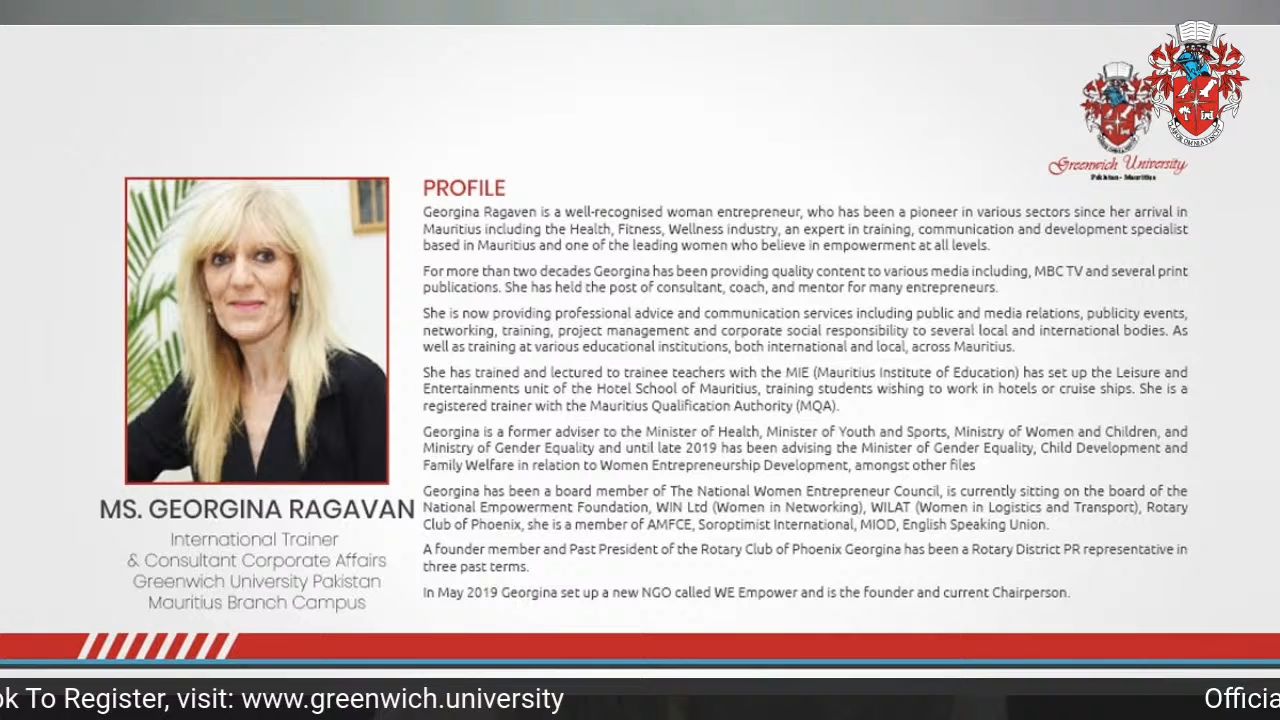 LABOR OMNIA VINCIT
Greenwich University
Pakistan - Mauritius
PROFILE
Georgina Ragaven is a well-recognised woman entrepreneur, who has been a pioneer in various sectors since her arrival in
Mauritius including the Health, Fitness, Wellness industry, an expert in training, communication and development specialist
based in Mauritius and one of the leading women who believe in empowerment at all levels.
For more than two decades Georgina has been providing quality content to various media including, MBC TV and several print
publications. She has held the post of consultant, coach, and mentor for many entrepreneurs.
She is now providing professional advice and communication services including public and media relations, publicity events,
networking, training, project management and corporate social responsibility to several local and international bodies. As
well as training at various educational institutions, both international and local, across Mauritius.
She has trained and lectured to trainee teachers with the MIE (Mauritius Institute of Education) has set up the Leisure and
Entertainments unit of the Hotel School of Mauritius, training students wishing to work in hotels or cruise ships. She is a
registered trainer with the Mauritius Qualification Authority (MQA).
Georgina is a former adviser to the Minister of Health, Minister of Youth and Sports, Ministry of Women and Children, and
Ministry of Gender Equality and until late 2019 has been advising the Minister of Gender Equality, Child Development and
Family Welfare in relation to Women Entrepreneurship Development, amongst other files
Georgina has been a board member of The National Women Entrepreneur Council, is currently sitting on the board of the
National Empowerment Foundation, WIN Ltd (Women in Networking), WILAT (Women in Logistics and Transport), Rotary
Club of Phoenix, she is a member of AMFCE, Soroptimist International, MIOD, English Speaking Union.
A founder member and Past President of the Rotary Club of Phoenix Georgina has been a Rotary District PR representative in
three past terms.
In May 2019 Georgina set up a new NGO called WE Empower and is the founder and current Chairperson.
MS. GEORGINA RAGAVAN
International Trainer
& Consultant Corporate Affairs
Greenwich University Pakistan
Mauritius Branch Campus
ok To Register, visit: www.greenwich.university
Officia